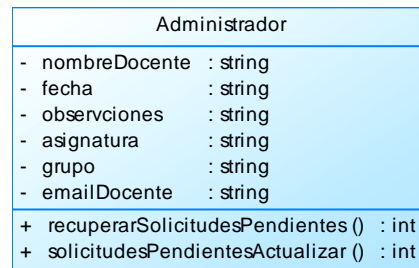 Administrador
- nombreDocente : string
- fecha : string
- observciones : string
- asignatura : string
- grupo : string
- emailDocente : string
+ recuperarSolicitudesPendientes () : int
+ solicitudesPendientesActualizar () : int